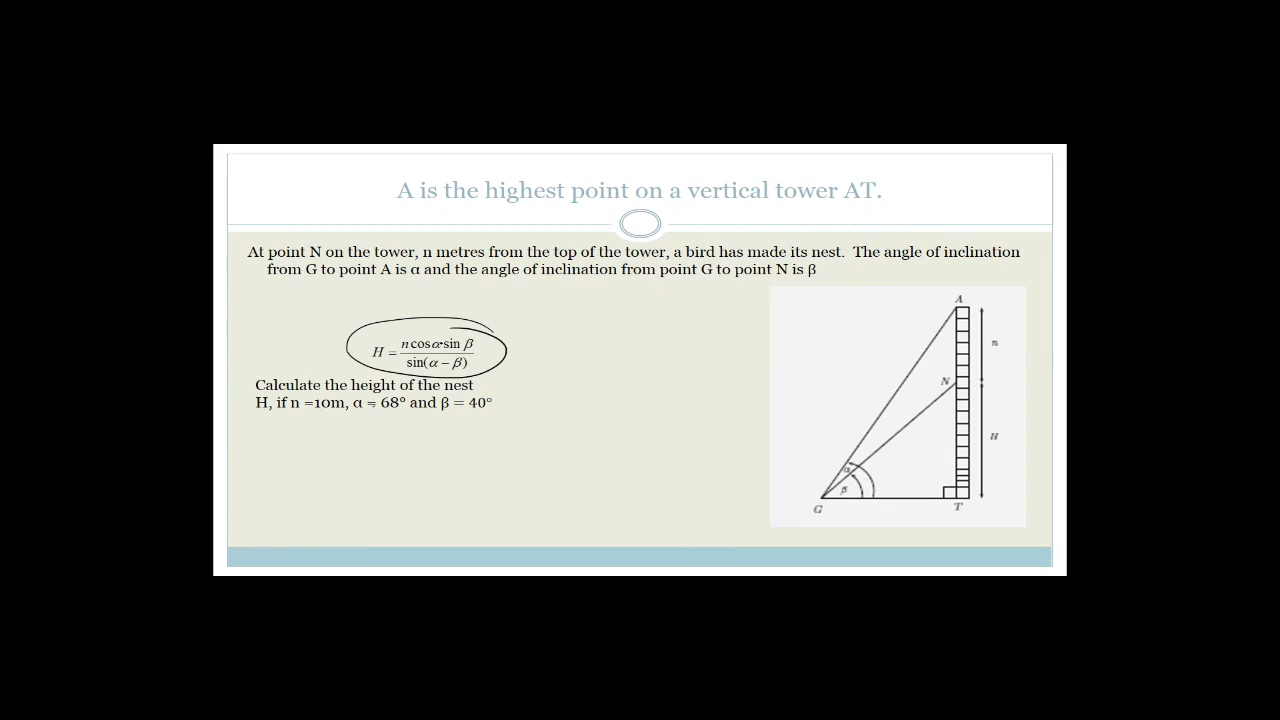 A is the highest point on a vertical tower AT.
At point N on the tower, n metres from the top of the tower, a bird has made its nest.  The angle of inclination
from G to point A is α and the angle of inclination from point G to point N is β
H = n cos α·sin β / sin(α − β)
Calculate the height of the nest
H, if n =10m, α = 68° and β = 40°
A
n
N
H
α
β
G
T